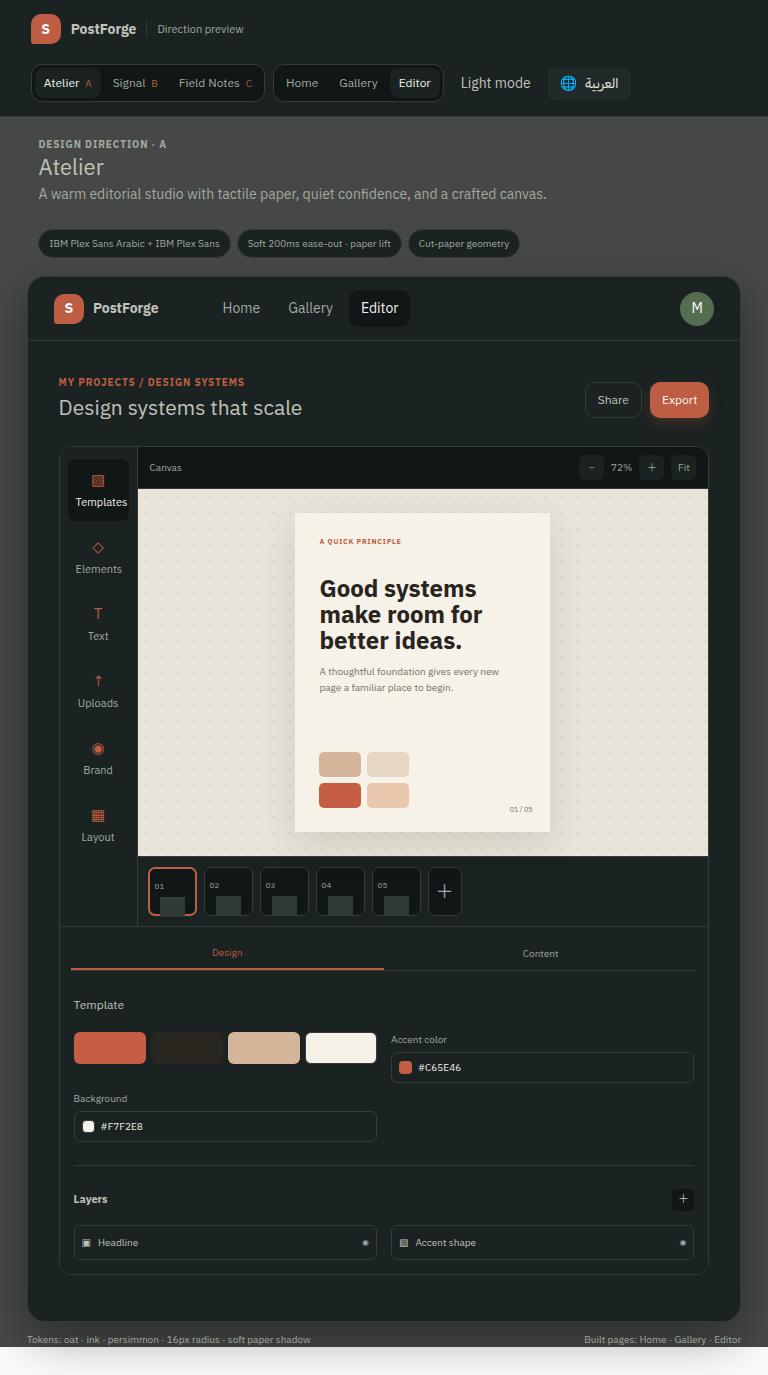 S PostForge Direction preview
Atelier A Signal B Field Notes C Home Gallery Editor Light mode 🌐 العربية
DESIGN DIRECTION · A
Atelier
A warm editorial studio with tactile paper, quiet confidence, and a crafted canvas.
IBM Plex Sans Arabic + IBM Plex Sans Soft 200ms ease-out · paper lift Cut-paper geometry
S PostForge Home Gallery Editor M
MY PROJECTS / DESIGN SYSTEMS
Design systems that scale
Share Export
Canvas − 72% + Fit
Templates
Elements
T
Text
Uploads
Brand
Layout
A QUICK PRINCIPLE
Good systems
make room for
better ideas.
A thoughtful foundation gives every new
page a familiar place to begin.
01 / 05
01 02 03 04 05 +
Design Content
Template
Accent color
#C65E46
Background
#F7F2E8
Layers +
Headline Accent shape
Tokens: oat · ink · persimmon · 16px radius · soft paper shadow Built pages: Home · Gallery · Editor